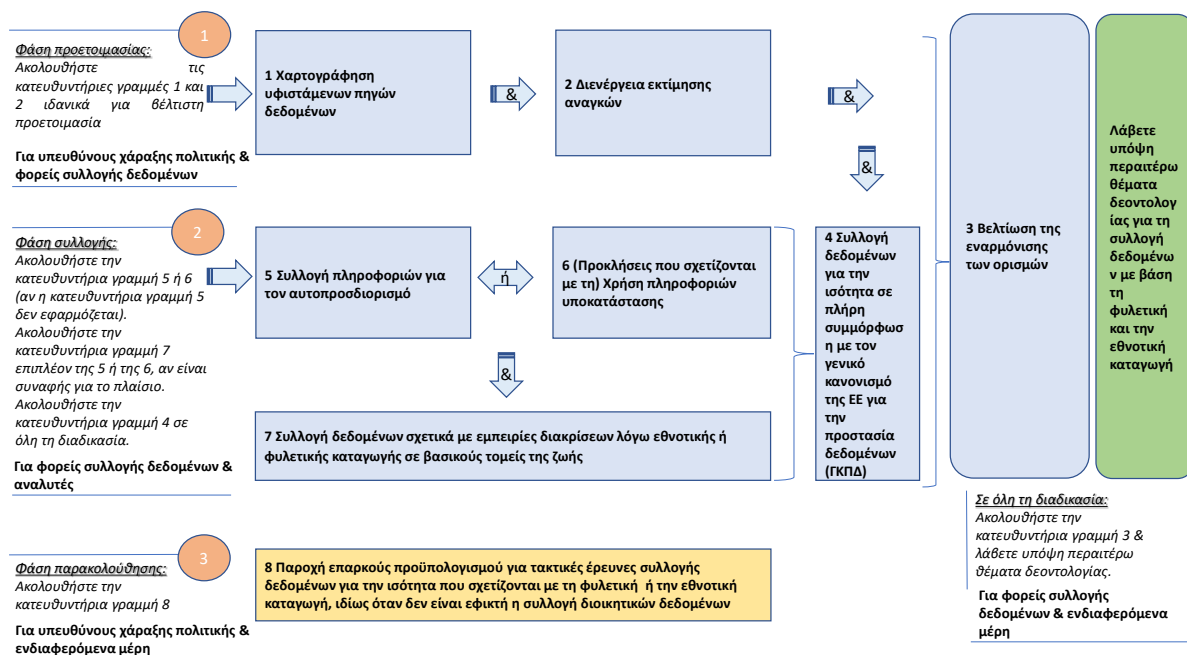 1
Φάση προετοιμασίας:
Ακολουθήστε τις
κατευθυντήριες γραμμές 1 και
2 ιδανικά για βέλτιστη
προετοιμασία
Για υπευθύνους χάραξης πολιτικής &
φορείς συλλογής δεδομένων
1 Χαρτογράφηση
υφιστάμενων πηγών
δεδομένων
&
2 Διενέργεια εκτίμησης
αναγκών
&
&
2
Φάση συλλογής:
Ακολουθήστε την
κατευθυντήρια γραμμή 5 ή 6
(αν η κατευθυντήρια γραμμή 5
δεν εφαρμόζεται).
Ακολουθήστε την
κατευθυντήρια γραμμή 7
επιπλέον της 5 ή της 6, αν είναι
συναφής για το πλαίσιο.
Ακολουθήστε την
κατευθυντήρια γραμμή 4 σε
όλη τη διαδικασία.
Για φορείς συλλογής δεδομένων &
αναλυτές
5 Συλλογή πληροφοριών για
τον αυτοπροσδιορισμό
ή
6 (Προκλήσεις που σχετίζονται
με τη) Χρήση πληροφοριών
υποκατάστασης
&
7 Συλλογή δεδομένων σχετικά με εμπειρίες διακρίσεων λόγω εθνοτικής ή
φυλετικής καταγωγής σε βασικούς τομείς της ζωής
4 Συλλογή
δεδομένων
για την
ισότητα σε
πλήρη
συμμόρφωσ
η με τον
γενικό
κανονισμό
της ΕΕ για
την
προστασία
δεδομένων
(ΓΚΠΔ)
3 Βελτίωση της
εναρμόνισης
των ορισμών
Λάβετε
υπόψη
περαιτέρω
θέματα
δεοντολογ
ίας για τη
συλλογή
δεδομένω
ν με βάση
τη
φυλετική
και την
εθνοτική
καταγωγή
Σε όλη τη διαδικασία:
Ακολουθήστε την
κατευθυντήρια γραμμή 3 &
λάβετε υπόψη περαιτέρω
θέματα δεοντολογίας.
Για φορείς συλλογής
δεδομένων & ενδιαφερόμενα
μέρη
3
Φάση παρακολούθησης:
Ακολουθήστε την
κατευθυντήρια γραμμή 8
Για υπευθύνους χάραξης πολιτικής &
ενδιαφερόμενα μέρη
8 Παροχή επαρκούς προϋπολογισμού για τακτικές έρευνες συλλογής
δεδομένων για την ισότητα που σχετίζονται με τη φυλετική ή την εθνοτική
καταγωγή, ιδίως όταν δεν είναι εφικτή η συλλογή διοικητικών δεδομένων